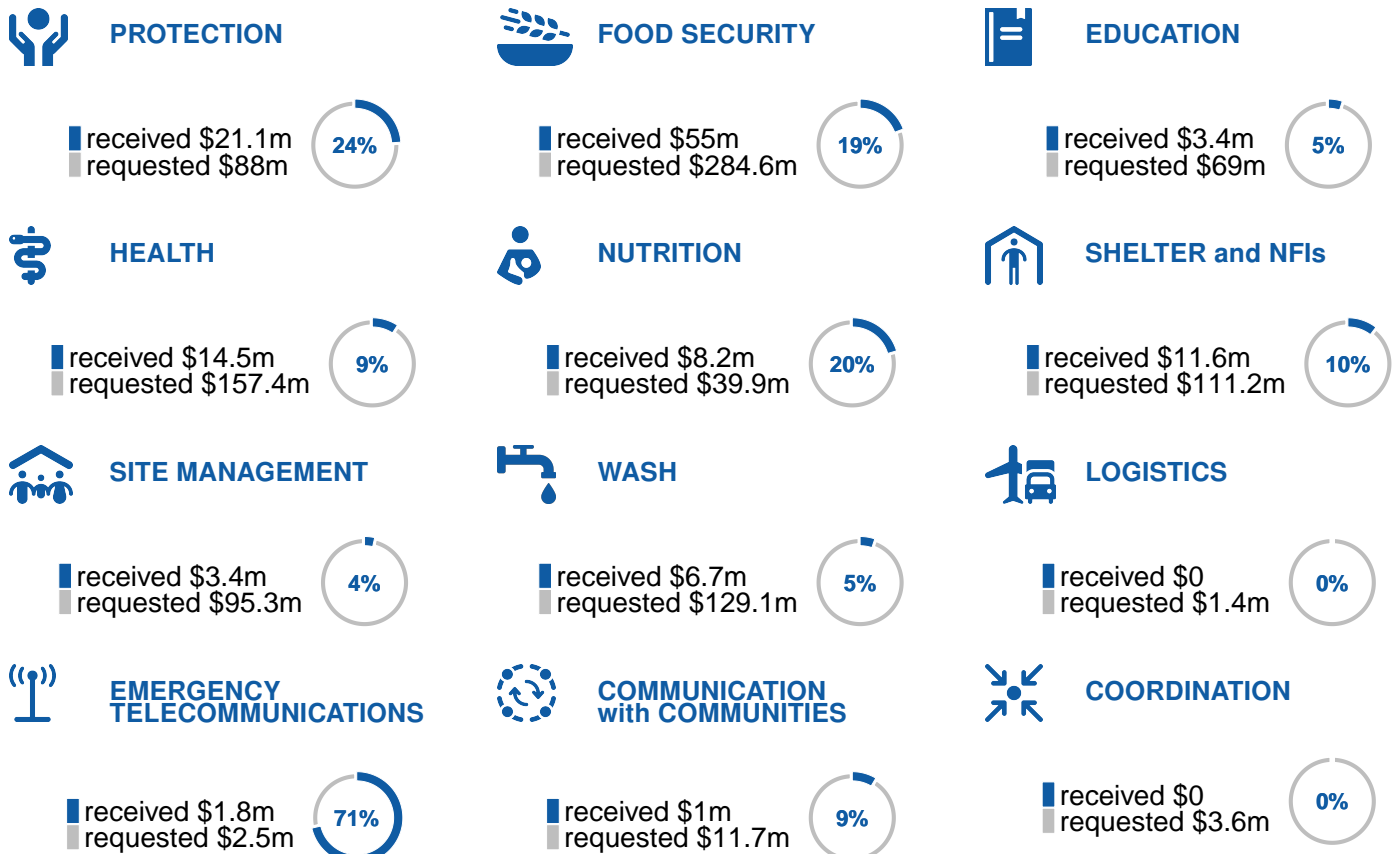 PROTECTION
received $21.1m
requested $88m
24%
FOOD SECURITY
received $55m
requested $284.6m
19%
EDUCATION
received $3.4m
requested $69m
5%
HEALTH
received $14.5m
requested $157.4m
9%
NUTRITION
received $8.2m
requested $39.9m
20%
SHELTER and NFIs
received $11.6m
requested $111.2m
10%
SITE MANAGEMENT
received $3.4m
requested $95.3m
4%
WASH
received $6.7m
requested $129.1m
5%
LOGISTICS
received $0
requested $1.4m
0%
EMERGENCY
TELECOMMUNICATIONS
received $1.8m
requested $2.5m
71%
COMMUNICATION
with COMMUNITIES
received $1m
requested $11.7m
9%
COORDINATION
received $0
requested $3.6m
0%